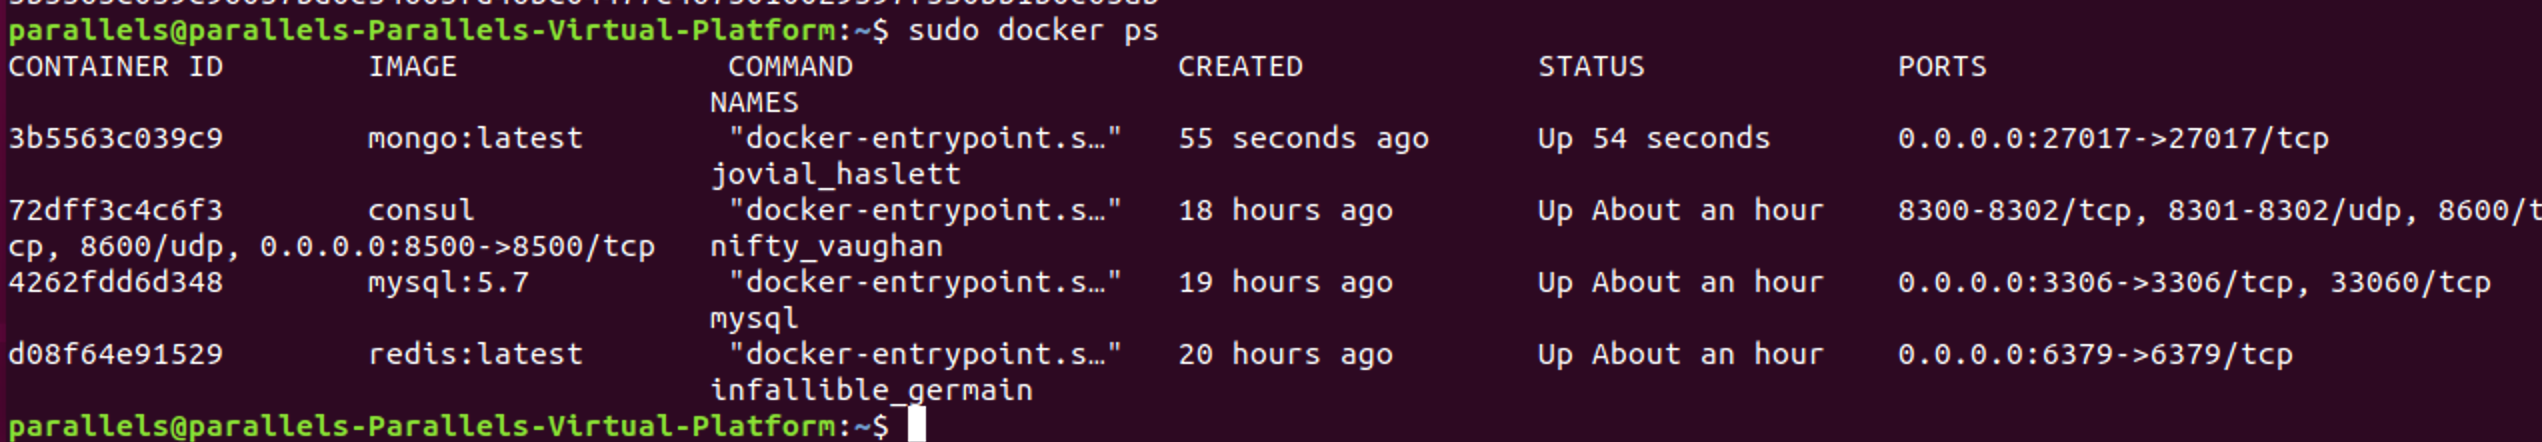 parallels@parallels-Parallels-Virtual-Platform:~$ sudo docker ps
CONTAINER ID        IMAGE               COMMAND                  CREATED             STATUS              PORTS
                                       NAMES
3b5563c039c9        mongo:latest        "docker-entrypoint.s…"   55 seconds ago      Up 54 seconds       0.0.0.0:27017->27017/tcp
                                       jovial_haslett
72dff3c4c6f3        consul              "docker-entrypoint.s…"   18 hours ago        Up About an hour    8300-8302/tcp, 8301-8302/udp, 8600/t
cp, 8600/udp, 0.0.0.0:8500->8500/tcp   nifty_vaughan
4262fdd6d348        mysql:5.7           "docker-entrypoint.s…"   19 hours ago        Up About an hour    0.0.0.0:3306->3306/tcp, 33060/tcp
                                       mysql
d08f64e91529        redis:latest        "docker-entrypoint.s…"   20 hours ago        Up About an hour    0.0.0.0:6379->6379/tcp
                                       infallible_germain
parallels@parallels-Parallels-Virtual-Platform:~$